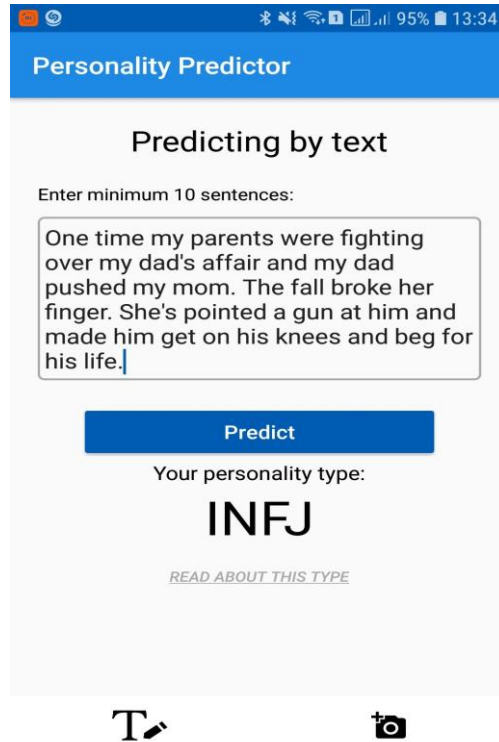 95% 13:34
Personality Predictor
Predicting by text
Enter minimum 10 sentences:
One time my parents were fighting
over my dad's affair and my dad
pushed my mom. The fall broke her
finger. She's pointed a gun at him and
made him get on his knees and beg for
his life.
Predict
Your personality type:
INFJ
READ ABOUT THIS TYPE